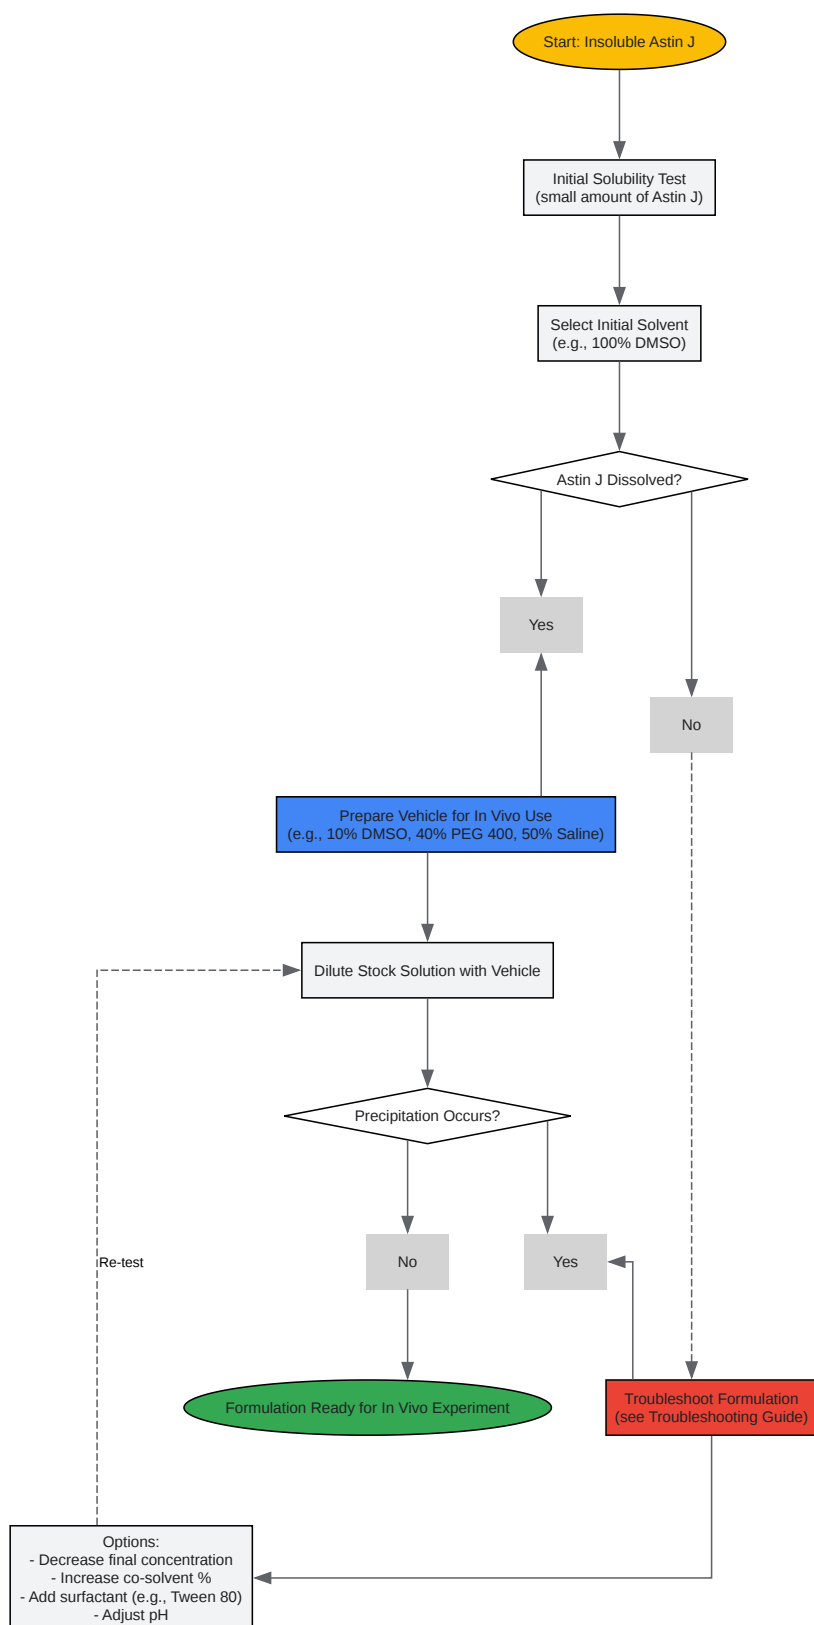 Start: Insoluble Astin J
Initial Solubility Test
(small amount of Astin J)
Select Initial Solvent
(e.g., 100% DMSO)
Astin J Dissolved?
Yes
No
Prepare Vehicle for In Vivo Use
(e.g., 10% DMSO, 40% PEG 400, 50% Saline)
Dilute Stock Solution with Vehicle
Precipitation Occurs?
No
Yes
Re-test
Formulation Ready for In Vivo Experiment
Troubleshoot Formulation
(see Troubleshooting Guide)
Options:
- Decrease final concentration
- Increase co-solvent %
- Add surfactant (e.g., Tween 80)
- Adjust pH